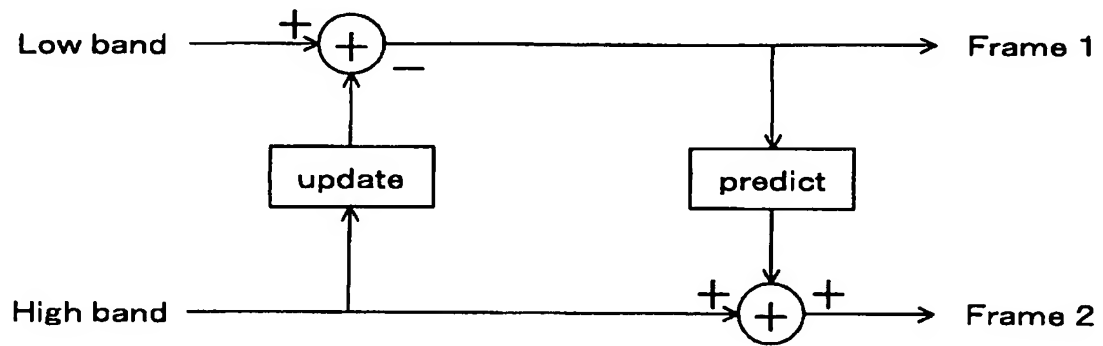 Low band + + − Frame 1
update predict
High band + + + Frame 2